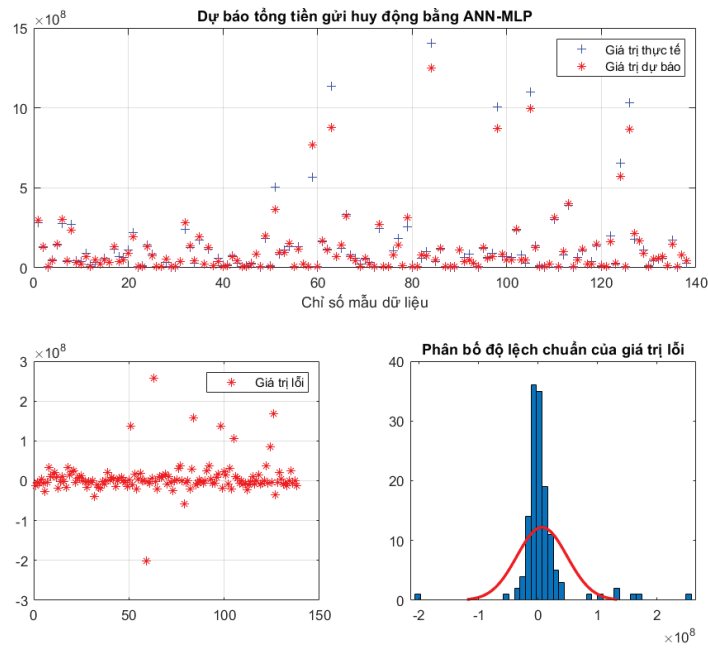 Dự báo tổng tiền gửi huy động bằng ANN-MLP
×10^8
15
10
5
0
Giá trị thực tế
Giá trị dự báo
0 20 40 60 80 100 120 140
Chỉ số mẫu dữ liệu
×10^8
3
2
1
0
-1
-2
-3
Giá trị lỗi
0 50 100 150
Phân bố độ lệch chuẩn của giá trị lỗi
40
30
20
10
0
-2 -1 0 1 2
×10^8